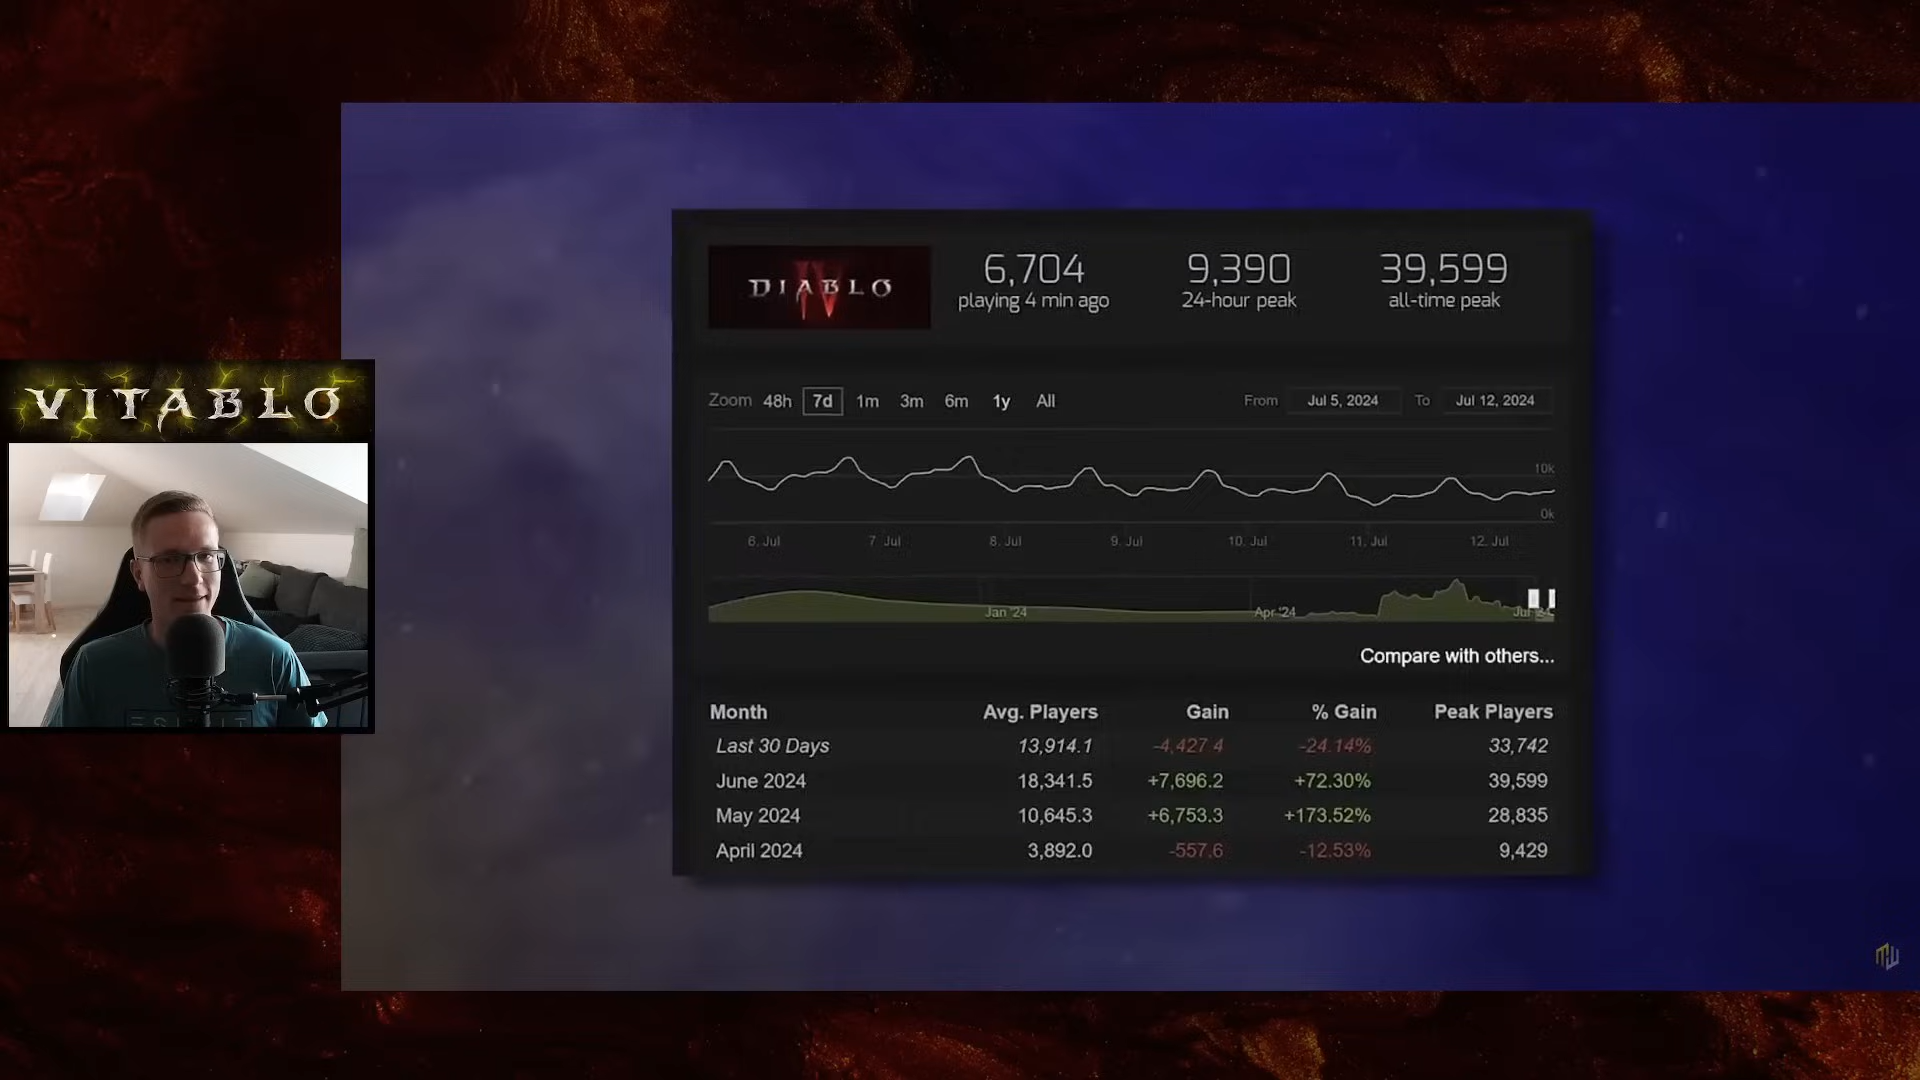 DIABLO
IV
6,704
playing 4 min ago
9,390
24-hour peak
39,599
all-time peak
VITABLO
Zoom 48h 7d 1m 3m 6m 1y All
From Jul 5, 2024 To Jul 12, 2024
10k
0k
6. Jul 7. Jul 8. Jul 9. Jul 10. Jul 11. Jul 12. Jul
Jan '24 Apr '24 Jul '24
Compare with others...
Month Avg. Players Gain % Gain Peak Players
Last 30 Days 13,914.1 -4,427.4 -24.14% 33,742
June 2024 18,341.5 +7,696.2 +72.30% 39,599
May 2024 10,645.3 +6,753.3 +173.52% 28,835
April 2024 3,892.0 -557.6 -12.53% 9,429